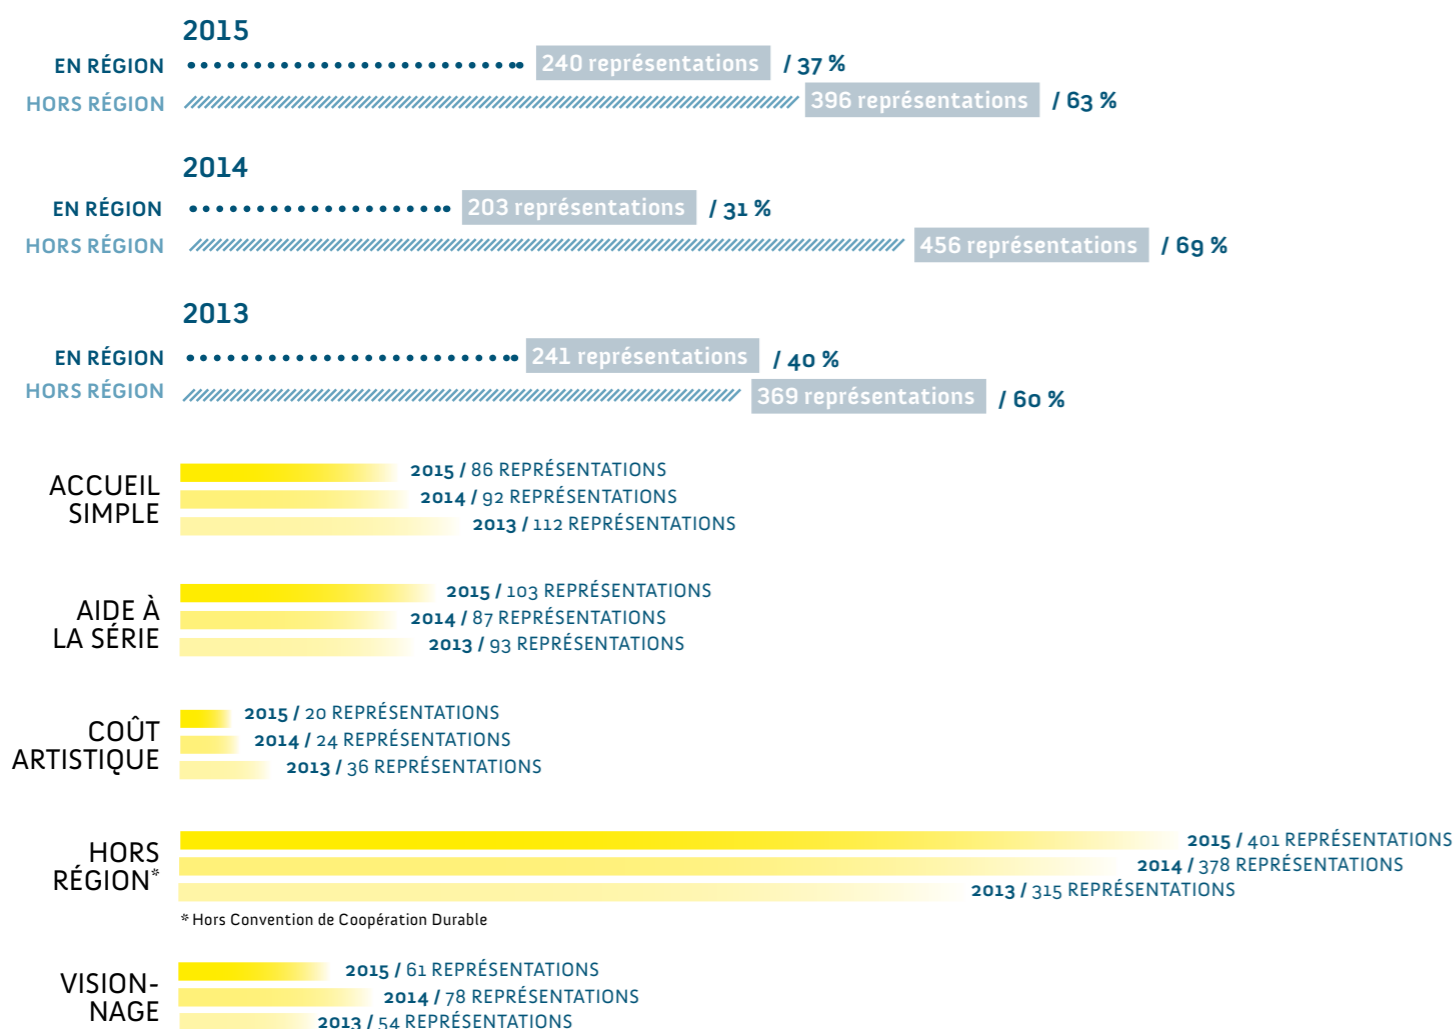 2015
EN RÉGION 240 représentations / 37 %
HORS RÉGION 396 représentations / 63 %
2014
EN RÉGION 203 représentations / 31 %
HORS RÉGION 456 représentations / 69 %
2013
EN RÉGION 241 représentations / 40 %
HORS RÉGION 369 représentations / 60 %
ACCUEIL
SIMPLE
2015 / 86 REPRÉSENTATIONS
2014 / 92 REPRÉSENTATIONS
2013 / 112 REPRÉSENTATIONS
AIDE À
LA SÉRIE
2015 / 103 REPRÉSENTATIONS
2014 / 87 REPRÉSENTATIONS
2013 / 93 REPRÉSENTATIONS
COÛT
ARTISTIQUE
2015 / 20 REPRÉSENTATIONS
2014 / 24 REPRÉSENTATIONS
2013 / 36 REPRÉSENTATIONS
HORS
RÉGION*
2015 / 401 REPRÉSENTATIONS
2014 / 378 REPRÉSENTATIONS
2013 / 315 REPRÉSENTATIONS
* Hors Convention de Coopération Durable
VISION-
NAGE
2015 / 61 REPRÉSENTATIONS
2014 / 78 REPRÉSENTATIONS
2013 / 54 REPRÉSENTATIONS